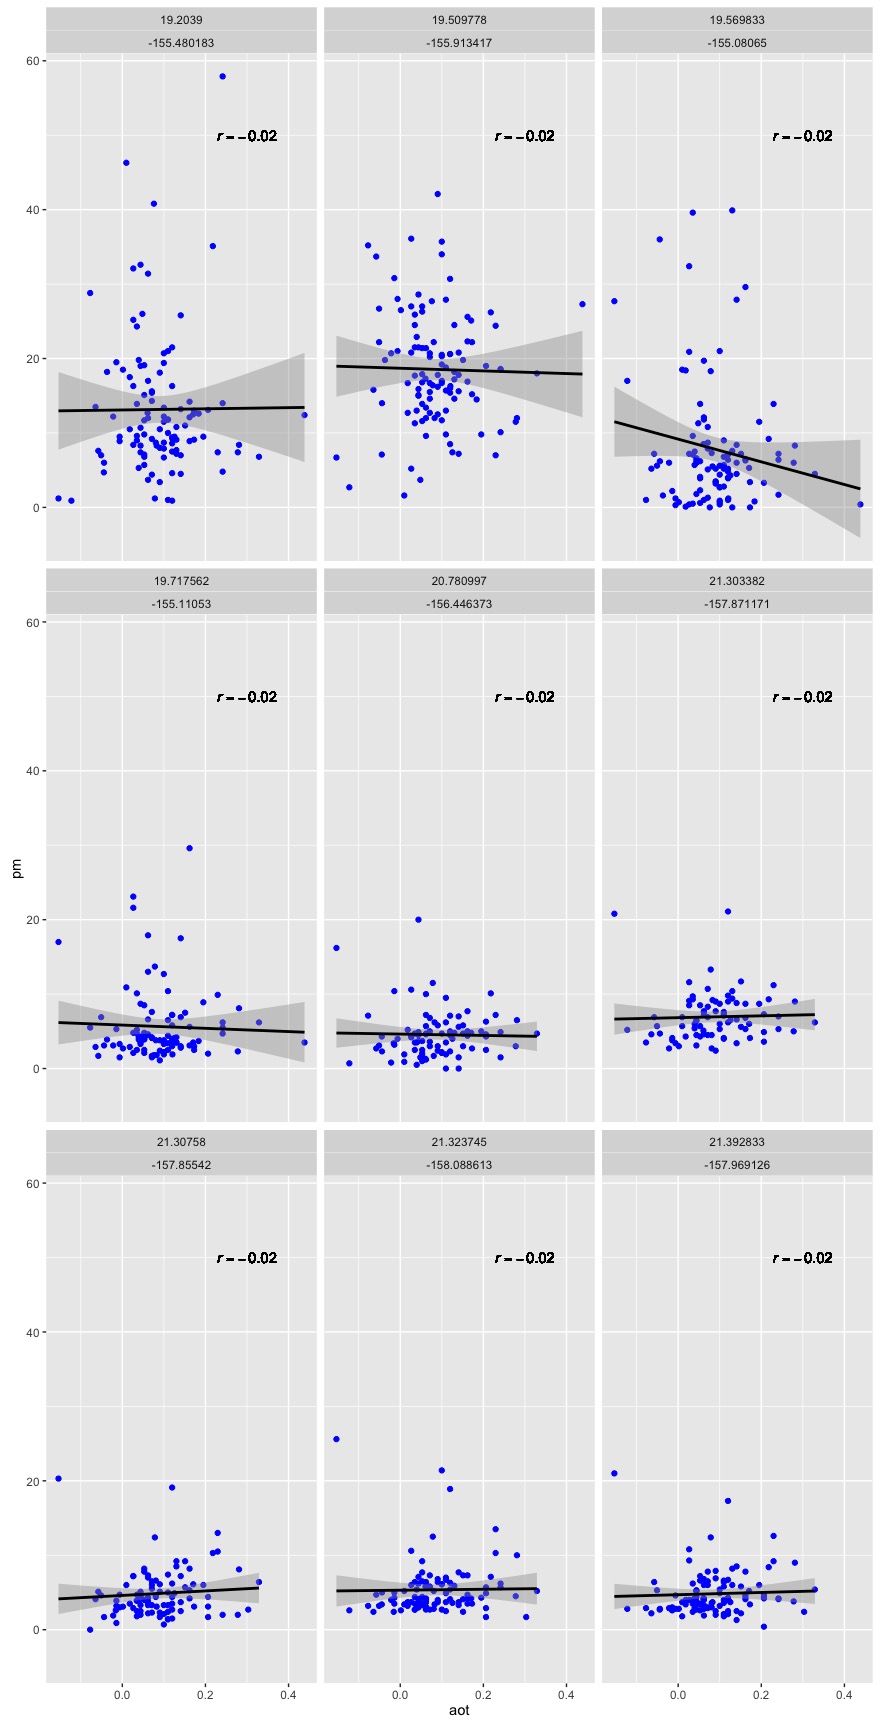 19.2039 19.509778 19.569833
-155.480183 -155.913417 -155.08065
60
r = -0.02 r = -0.02 r = -0.02
40
20
0
19.717562 20.780997 21.303382
-155.11053 -156.446373 -157.871171
60
r = -0.02 r = -0.02 r = -0.02
40
pm
20
0
21.30758 21.323745 21.392833
-157.85542 -158.088613 -157.969126
60
r = -0.02 r = -0.02 r = -0.02
40
20
0
0.0 0.2 0.4 0.0 0.2 0.4 0.0 0.2 0.4
aot